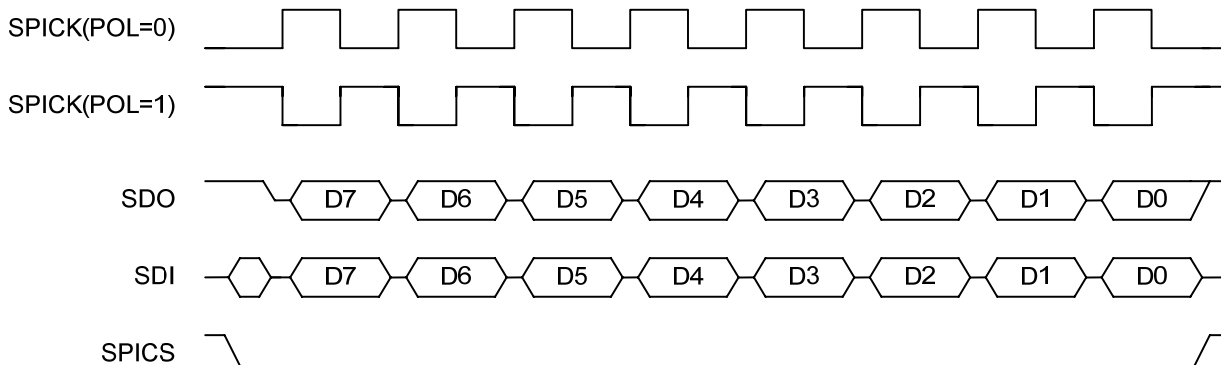 SPICK(POL=0)
SPICK(POL=1)
SDO D7 D6 D5 D4 D3 D2 D1 D0
SDI D7 D6 D5 D4 D3 D2 D1 D0
SPICS